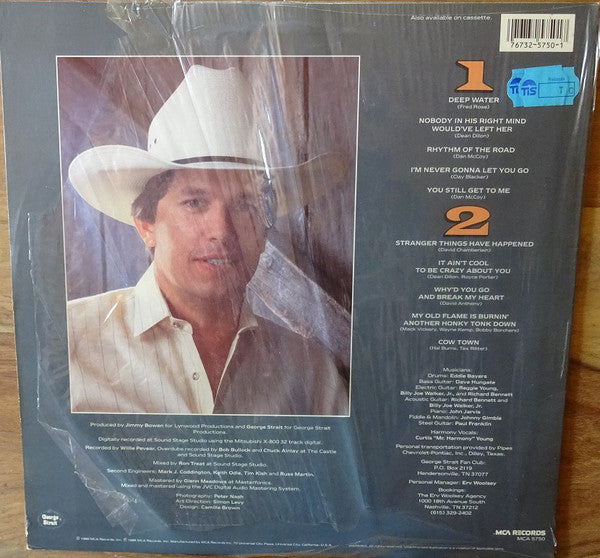 Also available on cassette.
76732-5750-1
1
DEEP WATER
(Fred Rose)
NOBODY IN HIS RIGHT MIND
WOULD'VE LEFT HER
(Dean Dillon)
RHYTHM OF THE ROAD
(Dan McCoy)
I'M NEVER GONNA LET YOU GO
(Clay Blacker)
YOU STILL GET TO ME
(Dan McCoy)
2
STRANGER THINGS HAVE HAPPENED
(David Chamberlain)
IT AIN'T COOL
TO BE CRAZY ABOUT YOU
(Dean Dillon, Royce Porter)
WHY'D YOU GO
AND BREAK MY HEART
(David Anthony)
MY OLD FLAME IS BURNIN'
ANOTHER HONKY TONK DOWN
(Mack Vickery, Wayne Kemp, Bobby Borchers)
COW TOWN
(Hal Burns, Tex Ritter)
Musicians:
Drums: Eddie Bayers
Bass Guitar: Dave Hungate
Electric Guitar: Reggie Young,
Billy Joe Walker, Jr. and Richard Bennett
Acoustic Guitar: Richard Bennett and
Billy Joe Walker, Jr.
Piano: John Jarvis
Fiddle & Mandolin: Johnny Gimble
Steel Guitar: Paul Franklin
Harmony Vocals:
Curtis "Mr. Harmony" Young
Personal transportation provided by Pipes
Chevrolet-Pontiac, Inc., Dilley, Texas.
George Strait Fan Club:
P.O. Box 2119
Hendersonville, TN 37077
Personal Manager: Erv Woolsey
Bookings:
The Erv Woolsey Agency
1000 18th Avenue South
Nashville, TN 37212
(615) 329-2402
Produced by Jimmy Bowen for Lynwood Productions and George Strait for George Strait
Productions.
Digitally recorded at Sound Stage Studio using the Mitsubishi X-800 32 track digital.
Recorded by Willie Pevear. Overdubs recorded by Bob Bullock and Chuck Ainlay at The Castle
and Sound Stage Studio.
Mixed by Ron Treat at Sound Stage Studio.
Second Engineers: Mark J. Coddington, Keith Odle, Tim Kish and Russ Martin.
Mastered by Glenn Meadows at Masterfonics.
Mixed and mastered using the JVC Digital Audio Mastering System.
Photography: Peter Nash
Art Direction: Simon Levy
Design: Camille Brown
George
Strait
MCA RECORDS
MCA 5750